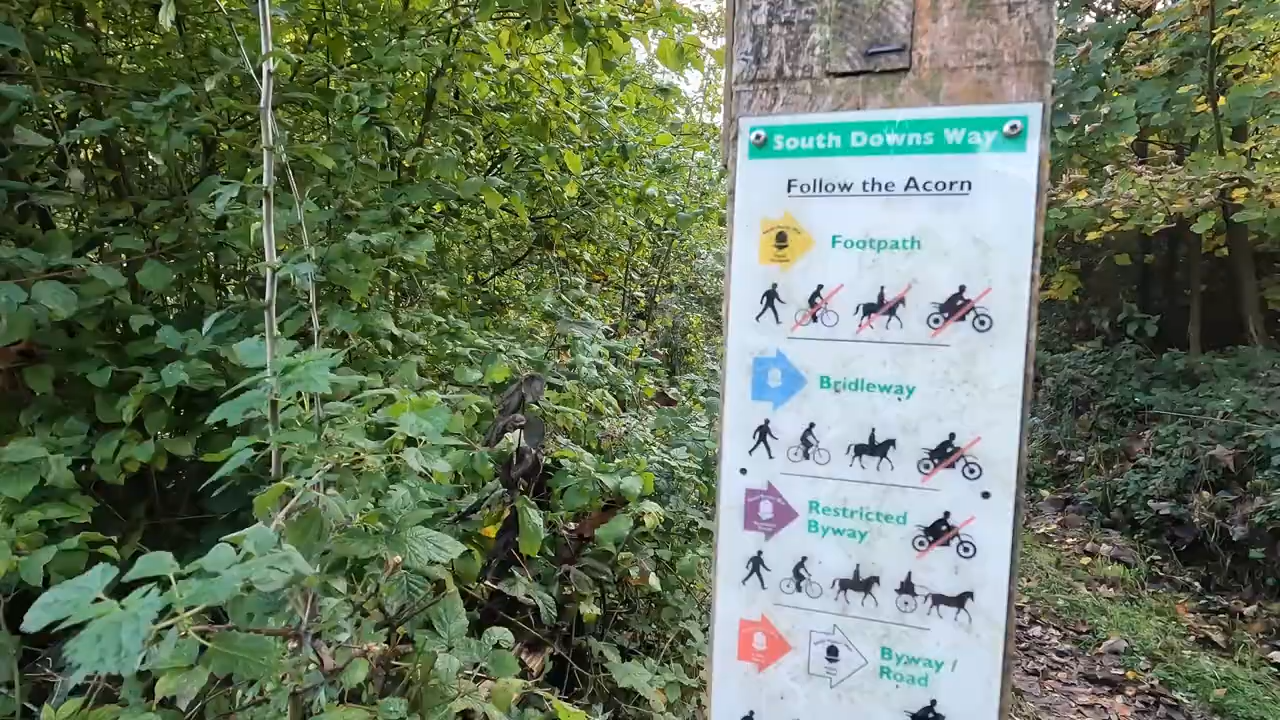 South Downs Way
Follow the Acorn
Footpath
Bridleway
Restricted
Byway
Byway /
Road